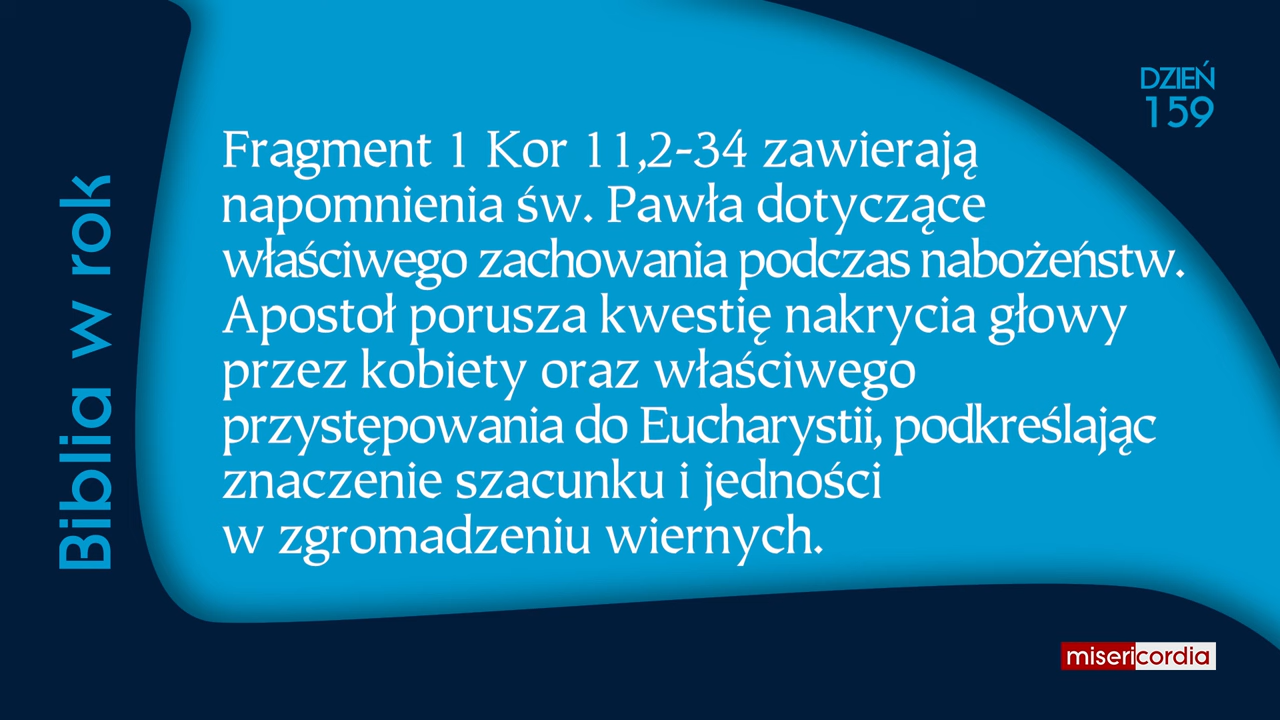 DZIEŃ
159
Biblia w rok
Fragment 1 Kor 11,2-34 zawierają
napomnienia św. Pawła dotyczące
właściwego zachowania podczas nabożeństw.
Apostoł porusza kwestię nakrycia głowy
przez kobiety oraz właściwego
przystępowania do Eucharystii, podkreślając
znaczenie szacunku i jedności
w zgromadzeniu wiernych.
misericordia